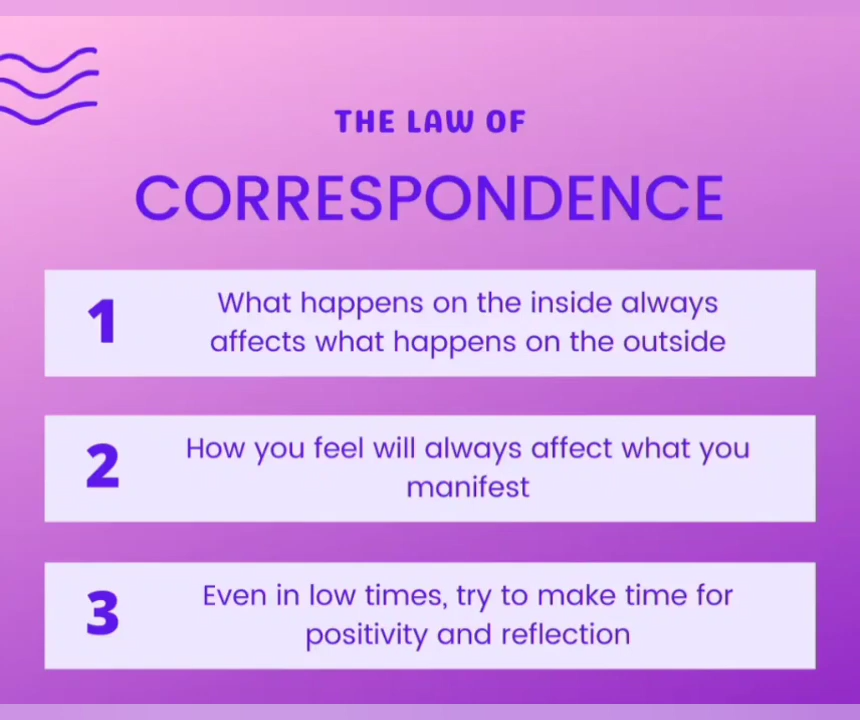 THE LAW OF
CORRESPONDENCE
1
What happens on the inside always
affects what happens on the outside
2
How you feel will always affect what you
manifest
3
Even in low times, try to make time for
positivity and reflection